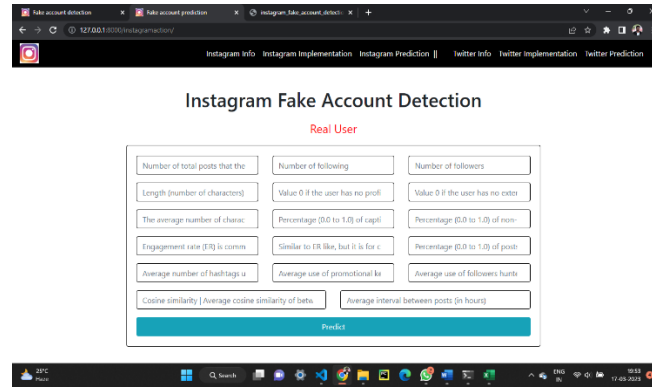 Fake account detection
Fake account prediction
instagram_fake_account_detectio
127.0.0.1:8000/instagramaction/
Instagram Info Instagram Implementation Instagram Prediction || Twitter Info Twitter Implementation Twitter Prediction
Instagram Fake Account Detection
Real User
Number of total posts that the Number of following Number of followers
Length (number of characters) Value 0 if the user has no profi Value 0 if the user has no exter
The average number of charac Percentage (0.0 to 1.0) of capti Percentage (0.0 to 1.0) of non-
Engagement rate (ER) is comm Similar to ER like, but it is for c Percentage (0.0 to 1.0) of posts
Average number of hashtags u Average use of promotional ke Average use of followers hunte
Cosine similarity | Average cosine similarity of betw Average interval between posts (in hours)
Predict
25°C
Haze
Search
ENG
IN
19:53
17-03-2023